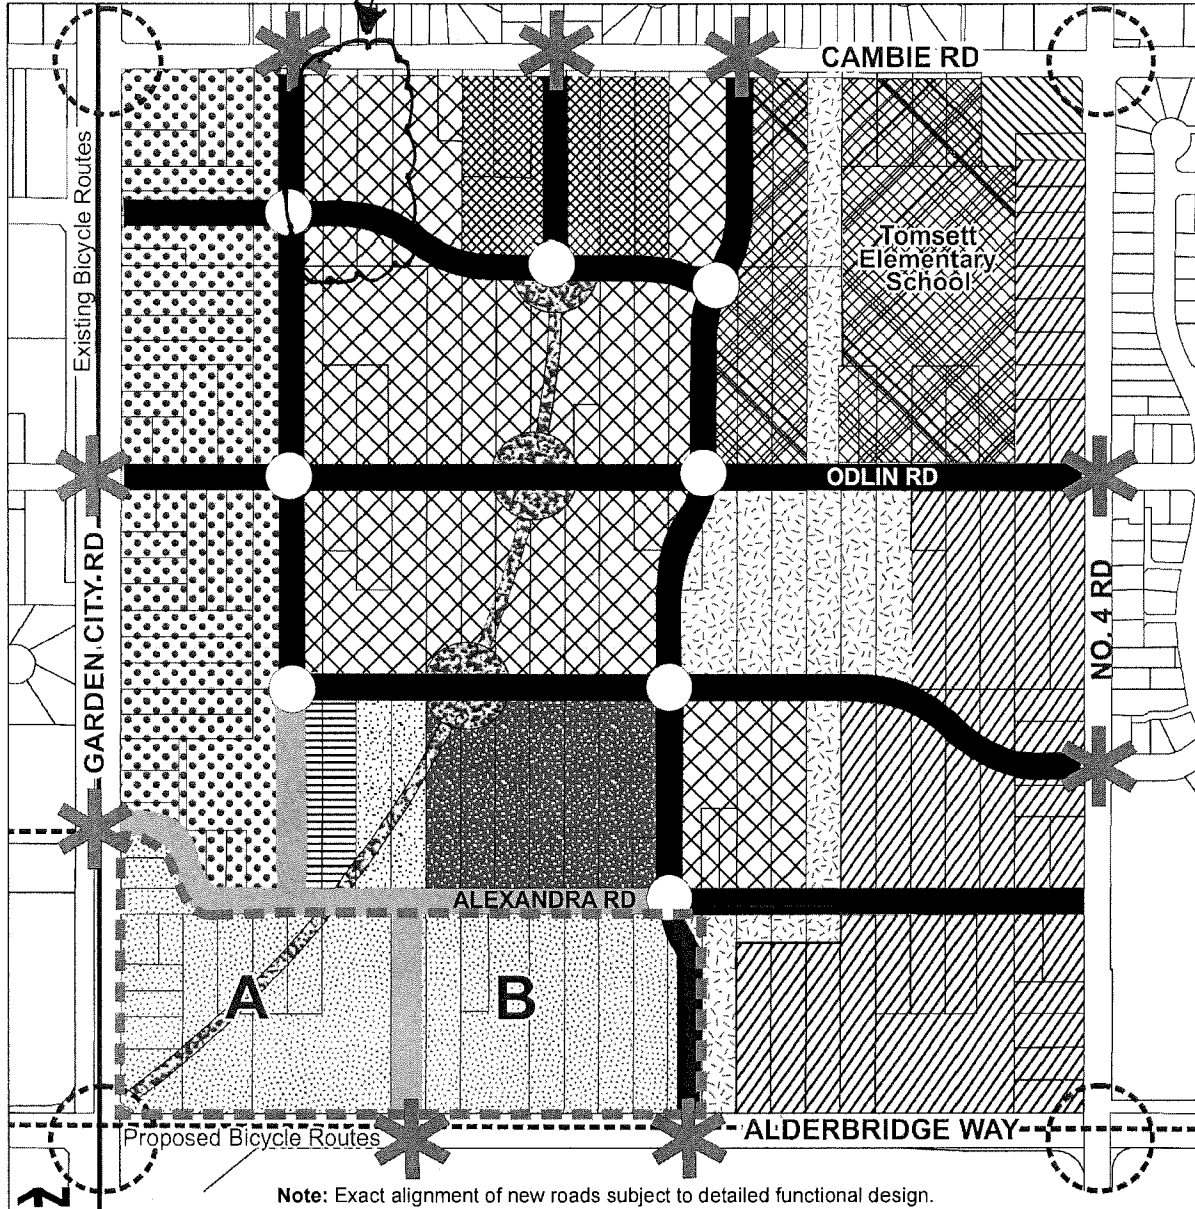 CAMBIE RD
Existing Bicycle Routes
Tomsett
Elementary
School
ODLIN RD
GARDEN CITY RD
NO. 4 RD
ALEXANDRA RD
A
B
Proposed Bicycle Routes
ALDERBRIDGE WAY
Note: Exact alignment of new roads subject to detailed functional design.